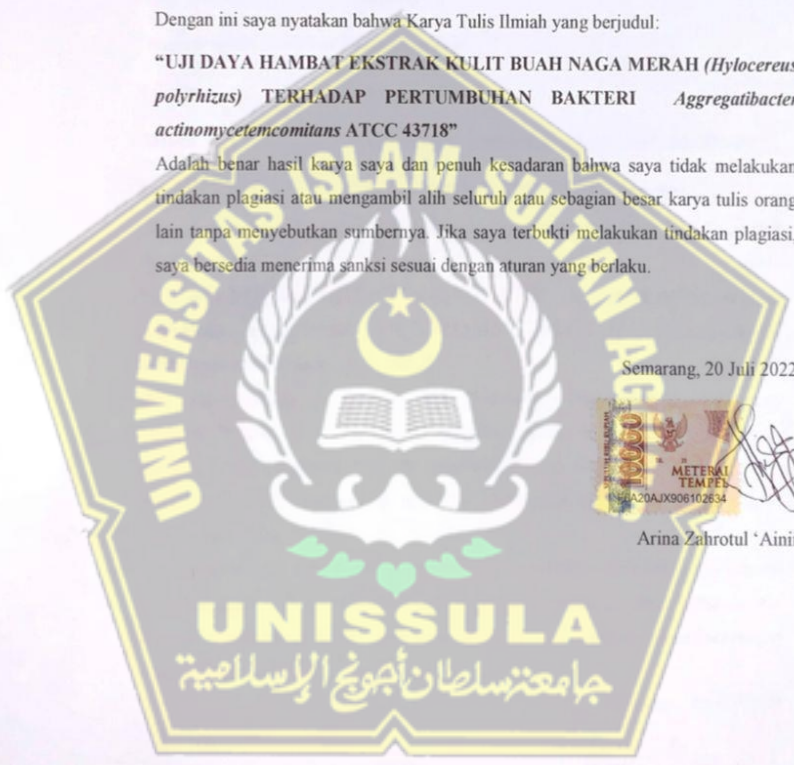 Dengan ini saya nyatakan bahwa Karya Tulis Ilmiah yang berjudul:
“UJI DAYA HAMBAT EKSTRAK KULIT BUAH NAGA MERAH (Hylocereus
polyrhizus) TERHADAP PERTUMBUHAN BAKTERI Aggregatibacter
actinomycetemcomitans ATCC 43718”
Adalah benar hasil karya saya dan penuh kesadaran bahwa saya tidak melakukan
tindakan plagiasi atau mengambil alih seluruh atau sebagian besar karya tulis orang
lain tanpa menyebutkan sumbernya. Jika saya terbukti melakukan tindakan plagiasi,
saya bersedia menerima sanksi sesuai dengan aturan yang berlaku.
UNIVERSITAS ISLAM SULTAN AGUNG
Semarang, 20 Juli 2022
10000
METERAI
TEMPEL
AJX906102634
Arina Zahrotul ‘Aini
UNISSULA
جامعة سلطان أجونج الإسلامية